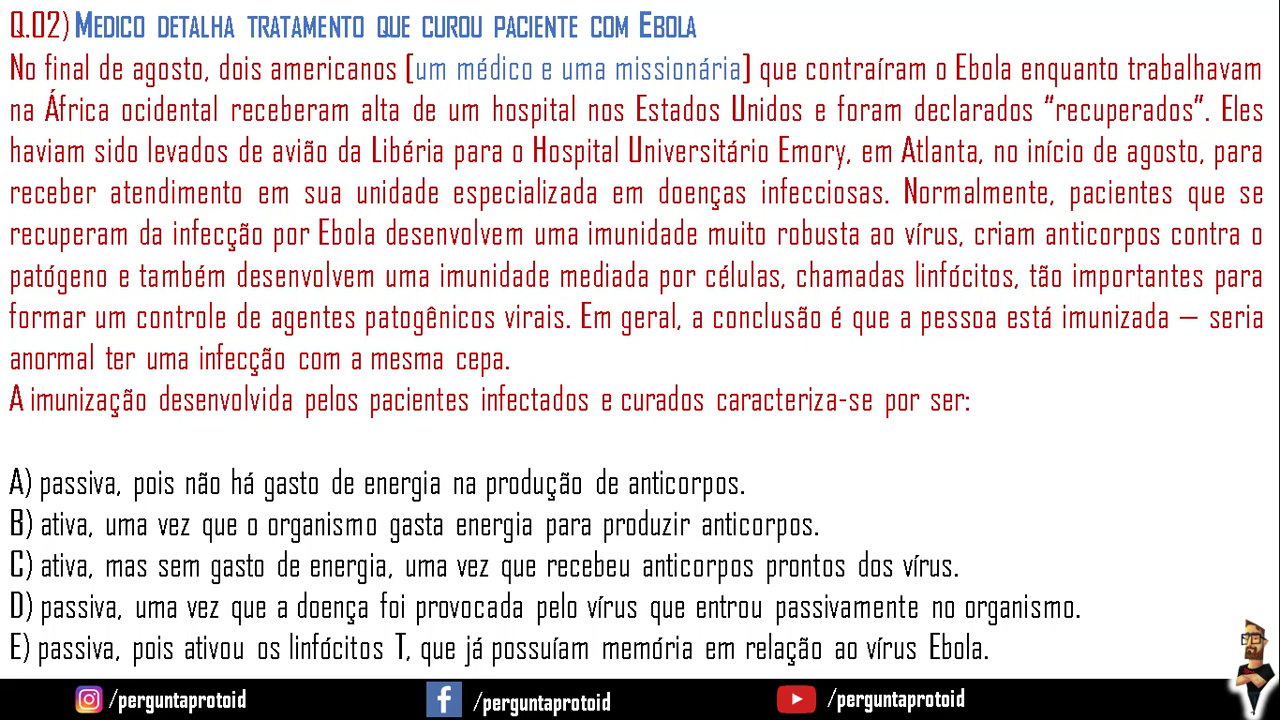 Q.02) MEDICO DETALHA TRATAMENTO QUE CUROU PACIENTE COM EBOLA
No final de agosto, dois americanos [um médico e uma missionária] que contraíram o Ebola enquanto trabalhavam
na África ocidental receberam alta de um hospital nos Estados Unidos e foram declarados “recuperados”. Eles
haviam sido levados de avião da Libéria para o Hospital Universitário Emory, em Atlanta, no início de agosto, para
receber atendimento em sua unidade especializada em doenças infecciosas. Normalmente, pacientes que se
recuperam da infecção por Ebola desenvolvem uma imunidade muito robusta ao vírus, criam anticorpos contra o
patógeno e também desenvolvem uma imunidade mediada por células, chamadas linfócitos, tão importantes para
formar um controle de agentes patogênicos virais. Em geral, a conclusão é que a pessoa está imunizada — seria
anormal ter uma infecção com a mesma cepa.
A imunização desenvolvida pelos pacientes infectados e curados caracteriza-se por ser:
A) passiva, pois não há gasto de energia na produção de anticorpos.
B) ativa, uma vez que o organismo gasta energia para produzir anticorpos.
C) ativa, mas sem gasto de energia, uma vez que recebeu anticorpos prontos dos vírus.
D) passiva, uma vez que a doença foi provocada pelo vírus que entrou passivamente no organismo.
E) passiva, pois ativou os linfócitos T, que já possuíam memória em relação ao vírus Ebola.
/perguntaprotoid /perguntaprotoid /perguntaprotoid